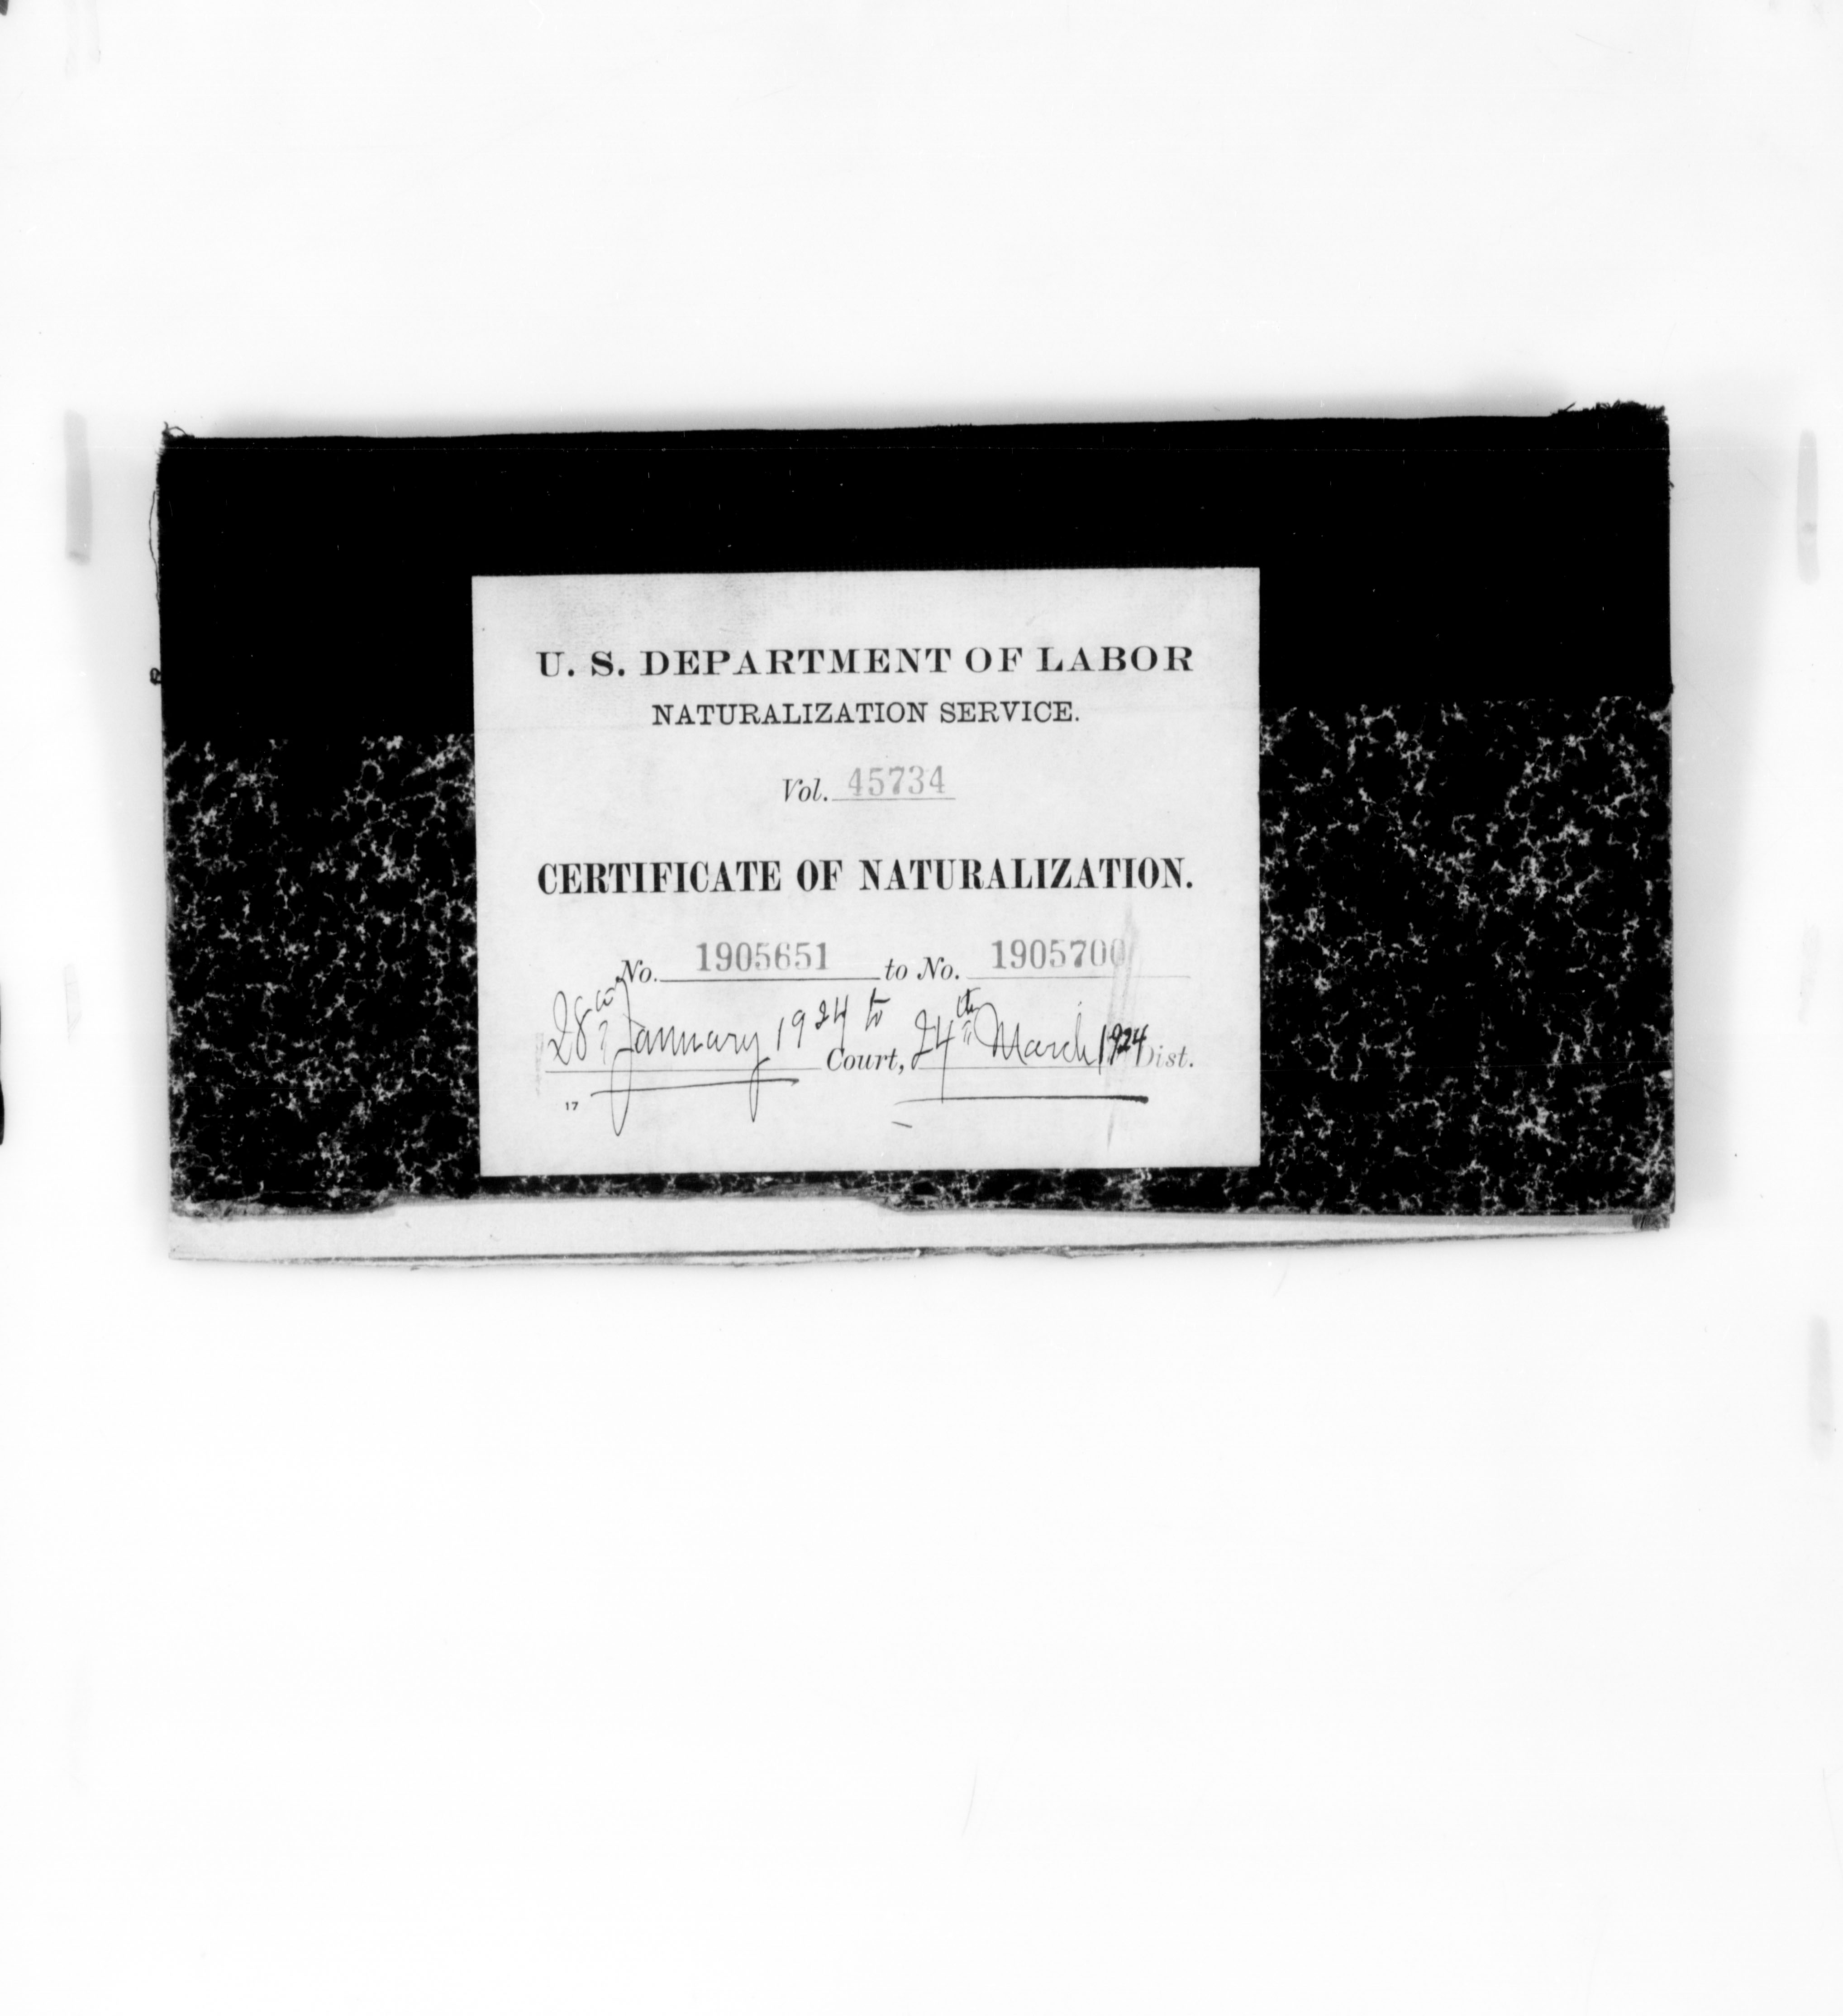 U. S. DEPARTMENT OF LABOR
NATURALIZATION SERVICE.
Vol. 45734
CERTIFICATE OF NATURALIZATION.
No. 1905651 to No. 1905700
28th January 1924 to Court, 24th March 1924 Dist.
17